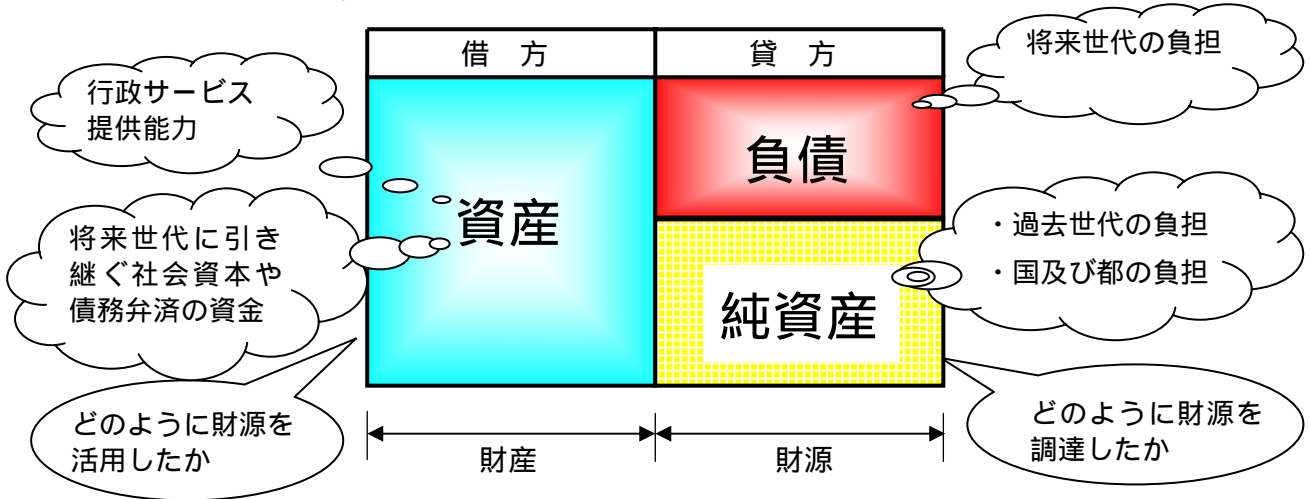 借　方
貸　方
行政サービス
提供能力
将来世代に引き
継ぐ社会資本や
債務弁済の資金
どのように財源を
活用したか
資産
負債
純資産
将来世代の負担
・過去世代の負担
・国及び都の負担
どのように財源を
調達したか
財産
財源